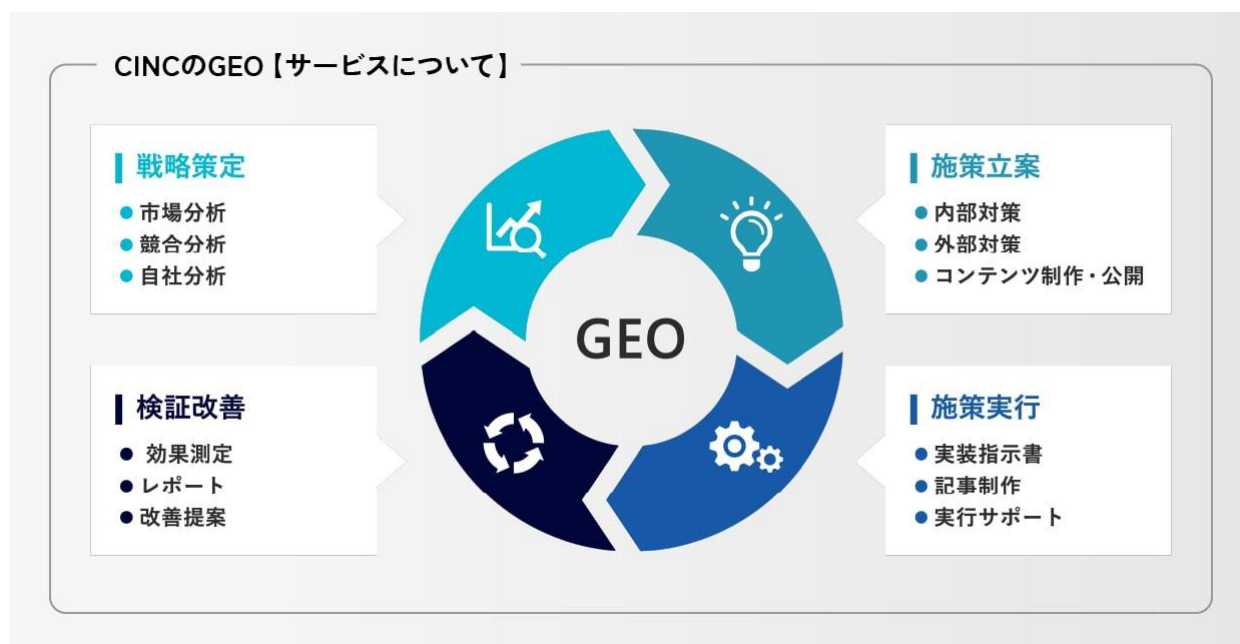 CINCのGEO【サービスについて】
戦略策定
● 市場分析
● 競合分析
● 自社分析
施策立案
● 内部対策
● 外部対策
● コンテンツ制作・公開
GEO
検証改善
● 効果測定
● レポート
● 改善提案
施策実行
● 実装指示書
● 記事制作
● 実行サポート